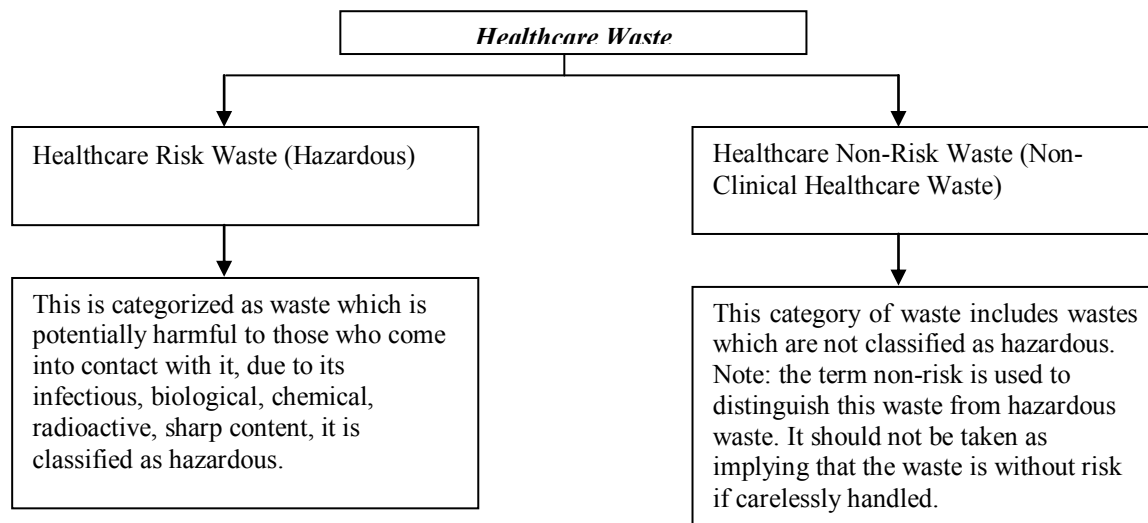 Healthcare Waste
Healthcare Risk Waste (Hazardous)
Healthcare Non-Risk Waste (Non-
Clinical Healthcare Waste)
This is categorized as waste which is
potentially harmful to those who come
into contact with it, due to its
infectious, biological, chemical,
radioactive, sharp content, it is
classified as hazardous.
This category of waste includes wastes
which are not classified as hazardous.
Note: the term non-risk is used to
distinguish this waste from hazardous
waste. It should not be taken as
implying that the waste is without risk
if carelessly handled.